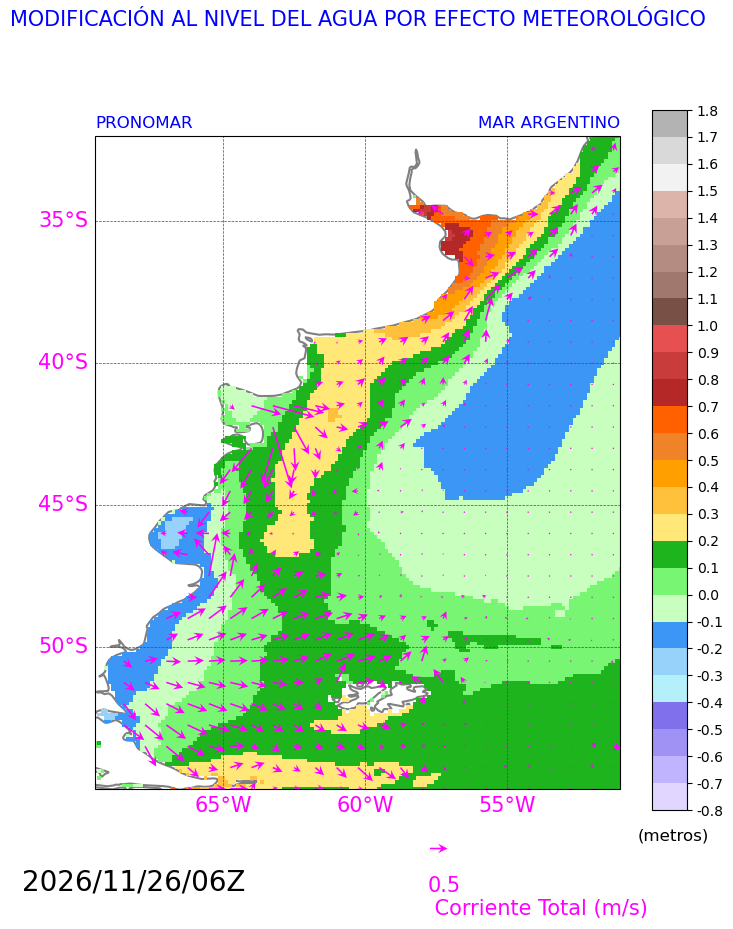 MODIFICACIÓN AL NIVEL DEL AGUA POR EFECTO METEOROLÓGICO
PRONOMAR
MAR ARGENTINO
35°S
40°S
45°S
50°S
65°W
60°W
55°W
1.8
1.7
1.6
1.5
1.4
1.3
1.2
1.1
1.0
0.9
0.8
0.7
0.6
0.5
0.4
0.3
0.2
0.1
0.0
-0.1
-0.2
-0.3
-0.4
-0.5
-0.6
-0.7
-0.8
(metros)
2026/11/26/06Z
0.5
Corriente Total (m/s)